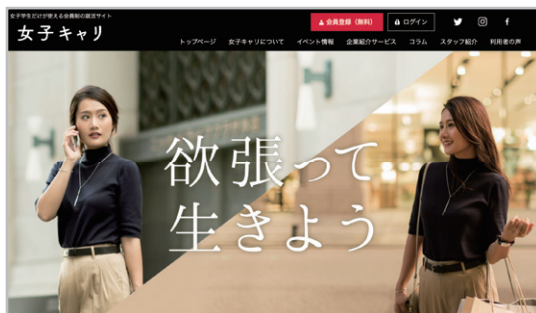 女子学生だけが使える会員制の就活サイト
女子キャリ
会員登録（無料）
ログイン
トップページ 女子キャリについて イベント情報 企業紹介サービス コラム スタッフ紹介 利用者の声
欲張って
生きよう